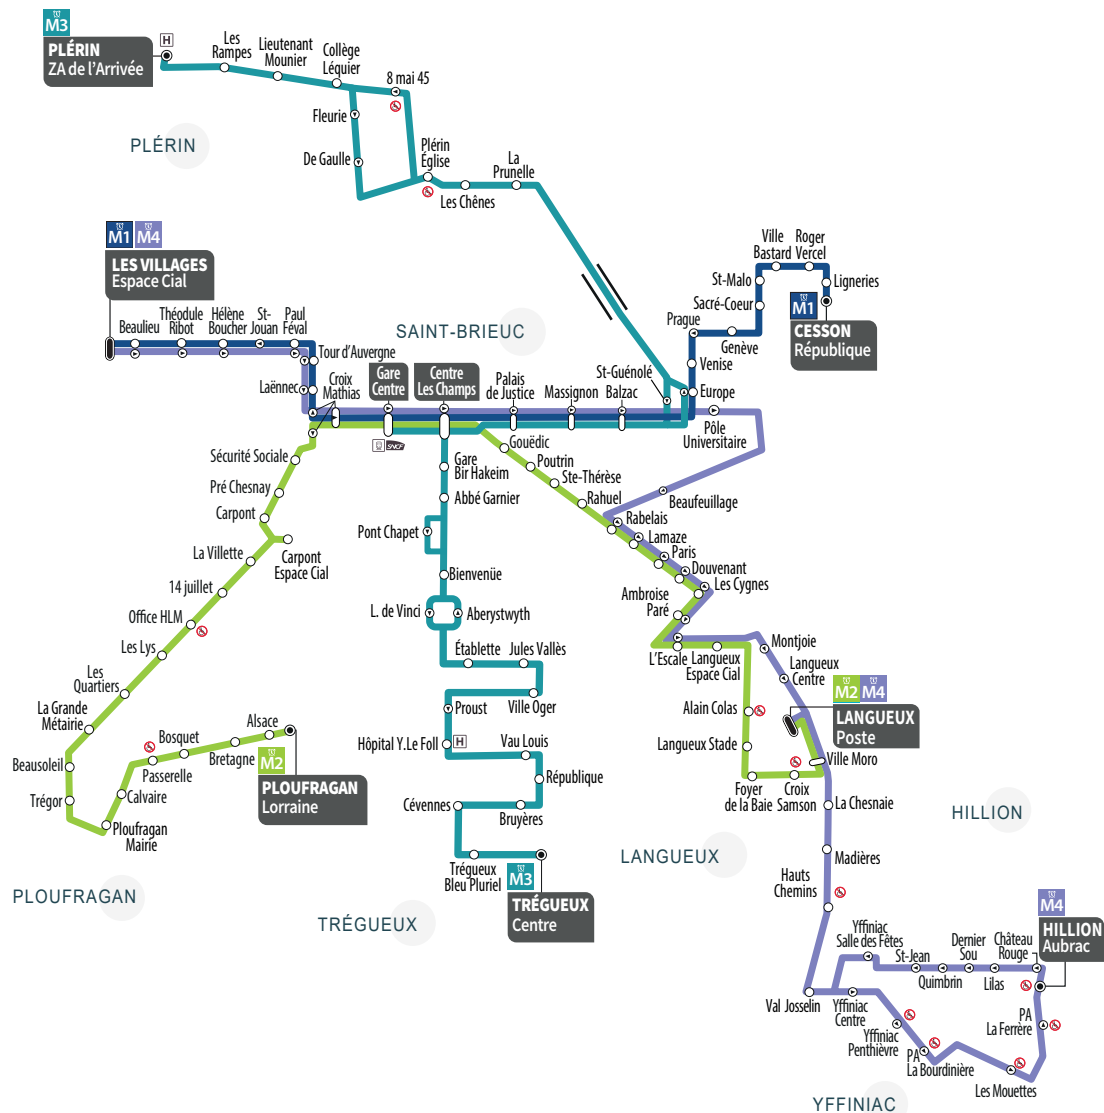 M3
PLÉRIN
ZA de l'Arrivée
H
Les
Rampes
Lieutenant
Mounier
Collège
Léquier
8 mai 45
Fleurie
De Gaulle
Plérin
Église
Les Chênes
La
Prunelle
PLÉRIN
M1 M4
LES VILLAGES
Espace Cial
Beaulieu
Théodule
Ribot
Hélène
Boucher
St-
Jouan
Paul
Féval
Tour d'Auvergne
Laënnec
Croix
Mathias
SAINT-BRIEUC
Gare
Centre
SNCF
Centre
Les Champs
Palais
de Justice
Massignon
St-Guénolé
Balzac
Europe
Venise
Prague
Genève
Sacré-Coeur
St-Malo
Ville
Bastard
Roger
Vercel
Ligneries
M1
CESSON
République
Pôle
Universitaire
Beaufeuillage
Gouëdic
Poutrin
Ste-Thérèse
Rahuel
Rabelais
Lamaze
Paris
Douvenant
Les Cygnes
Ambroise
Paré
L'Escale
Langueux
Espace Cial
Montjoie
Langueux
Centre
M2 M4
LANGUEUX
Poste
Alain Colas
Langueux Stade
Foyer
de la Baie
Croix
Samson
Ville Moro
La Chesnaie
Madières
Hauts
Chemins
HILLION
LANGUEUX
Sécurité Sociale
Pré Chesnay
Carpont
Carpont
Espace Cial
La Villette
14 juillet
Office HLM
Les Lys
Les
Quartiers
La Grande
Métairie
Beausoleil
Trégor
Ploufragan
Mairie
Calvaire
Passerelle
Bosquet
Bretagne
Alsace
M2
PLOUFRAGAN
Lorraine
PLOUFRAGAN
Gare
Bir Hakeim
Abbé Garnier
Pont Chapet
Bienvenüe
L. de Vinci
Aberystwyth
Établette
Jules Vallès
Ville Oger
Proust
Hôpital Y.Le Foll
H
Vau Louis
République
Bruyères
Cévennes
Trégueux
Bleu Pluriel
M3
TRÉGUEUX
Centre
TRÉGUEUX
M4
HILLION
Aubrac
Val Josselin
Yffiniac
Salle des Fêtes
St-Jean
Quimbrin
Dernier
Sou
Lilas
Château
Rouge
PA
La Ferrère
Yffiniac
Centre
Yffiniac
Penthièvre
PA
La Bourdinière
Les Mouettes
YFFINIAC